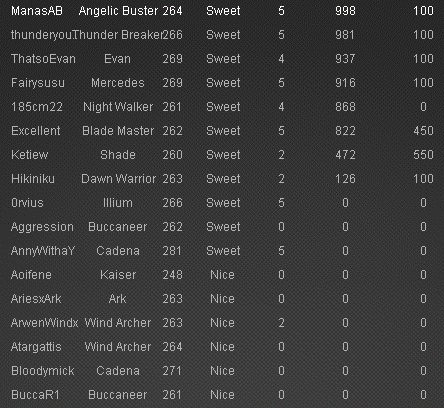 ManasAB Angelic Buster 264 Sweet 5 998 100
thunderyouThunder Breaker266 Sweet 5 981 100
ThatsoEvan Evan 269 Sweet 4 937 100
Fairysusu Mercedes 269 Sweet 5 916 100
185cm22 Night Walker 261 Sweet 4 868 0
Excellent Blade Master 262 Sweet 5 822 450
Ketiew Shade 260 Sweet 2 472 550
Hikiniku Dawn Warrior 263 Sweet 2 126 100
0rvius Illium 266 Sweet 5 0 0
Aggression Buccaneer 262 Sweet 0 0 0
AnnyWithaY Cadena 281 Sweet 5 0 0
Aoifene Kaiser 248 Nice 0 0 0
AriesxArk Ark 263 Nice 0 0 0
ArwenWindx Wind Archer 263 Nice 2 0 0
Atargattis Wind Archer 264 Nice 0 0 0
Bloodymick Cadena 271 Nice 0 0 0
BuccaR1 Buccaneer 261 Nice 0 0 0